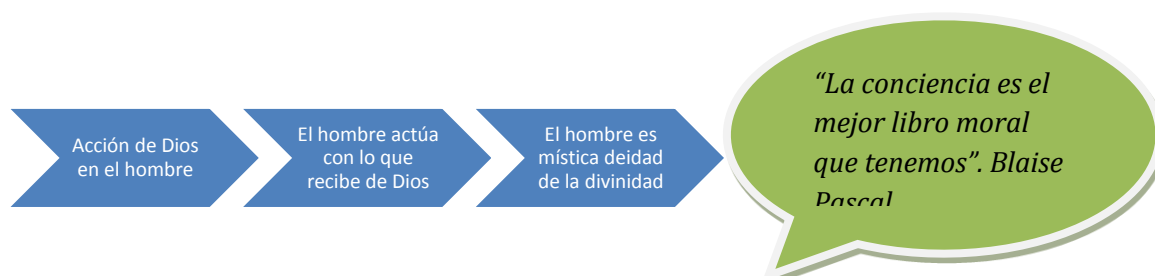 Acción de Dios
en el hombre
El hombre actúa
con lo que
recibe de Dios
El hombre es
mística deidad
de la divinidad
“La conciencia es el
mejor libro moral
que tenemos”. Blaise
Pascal